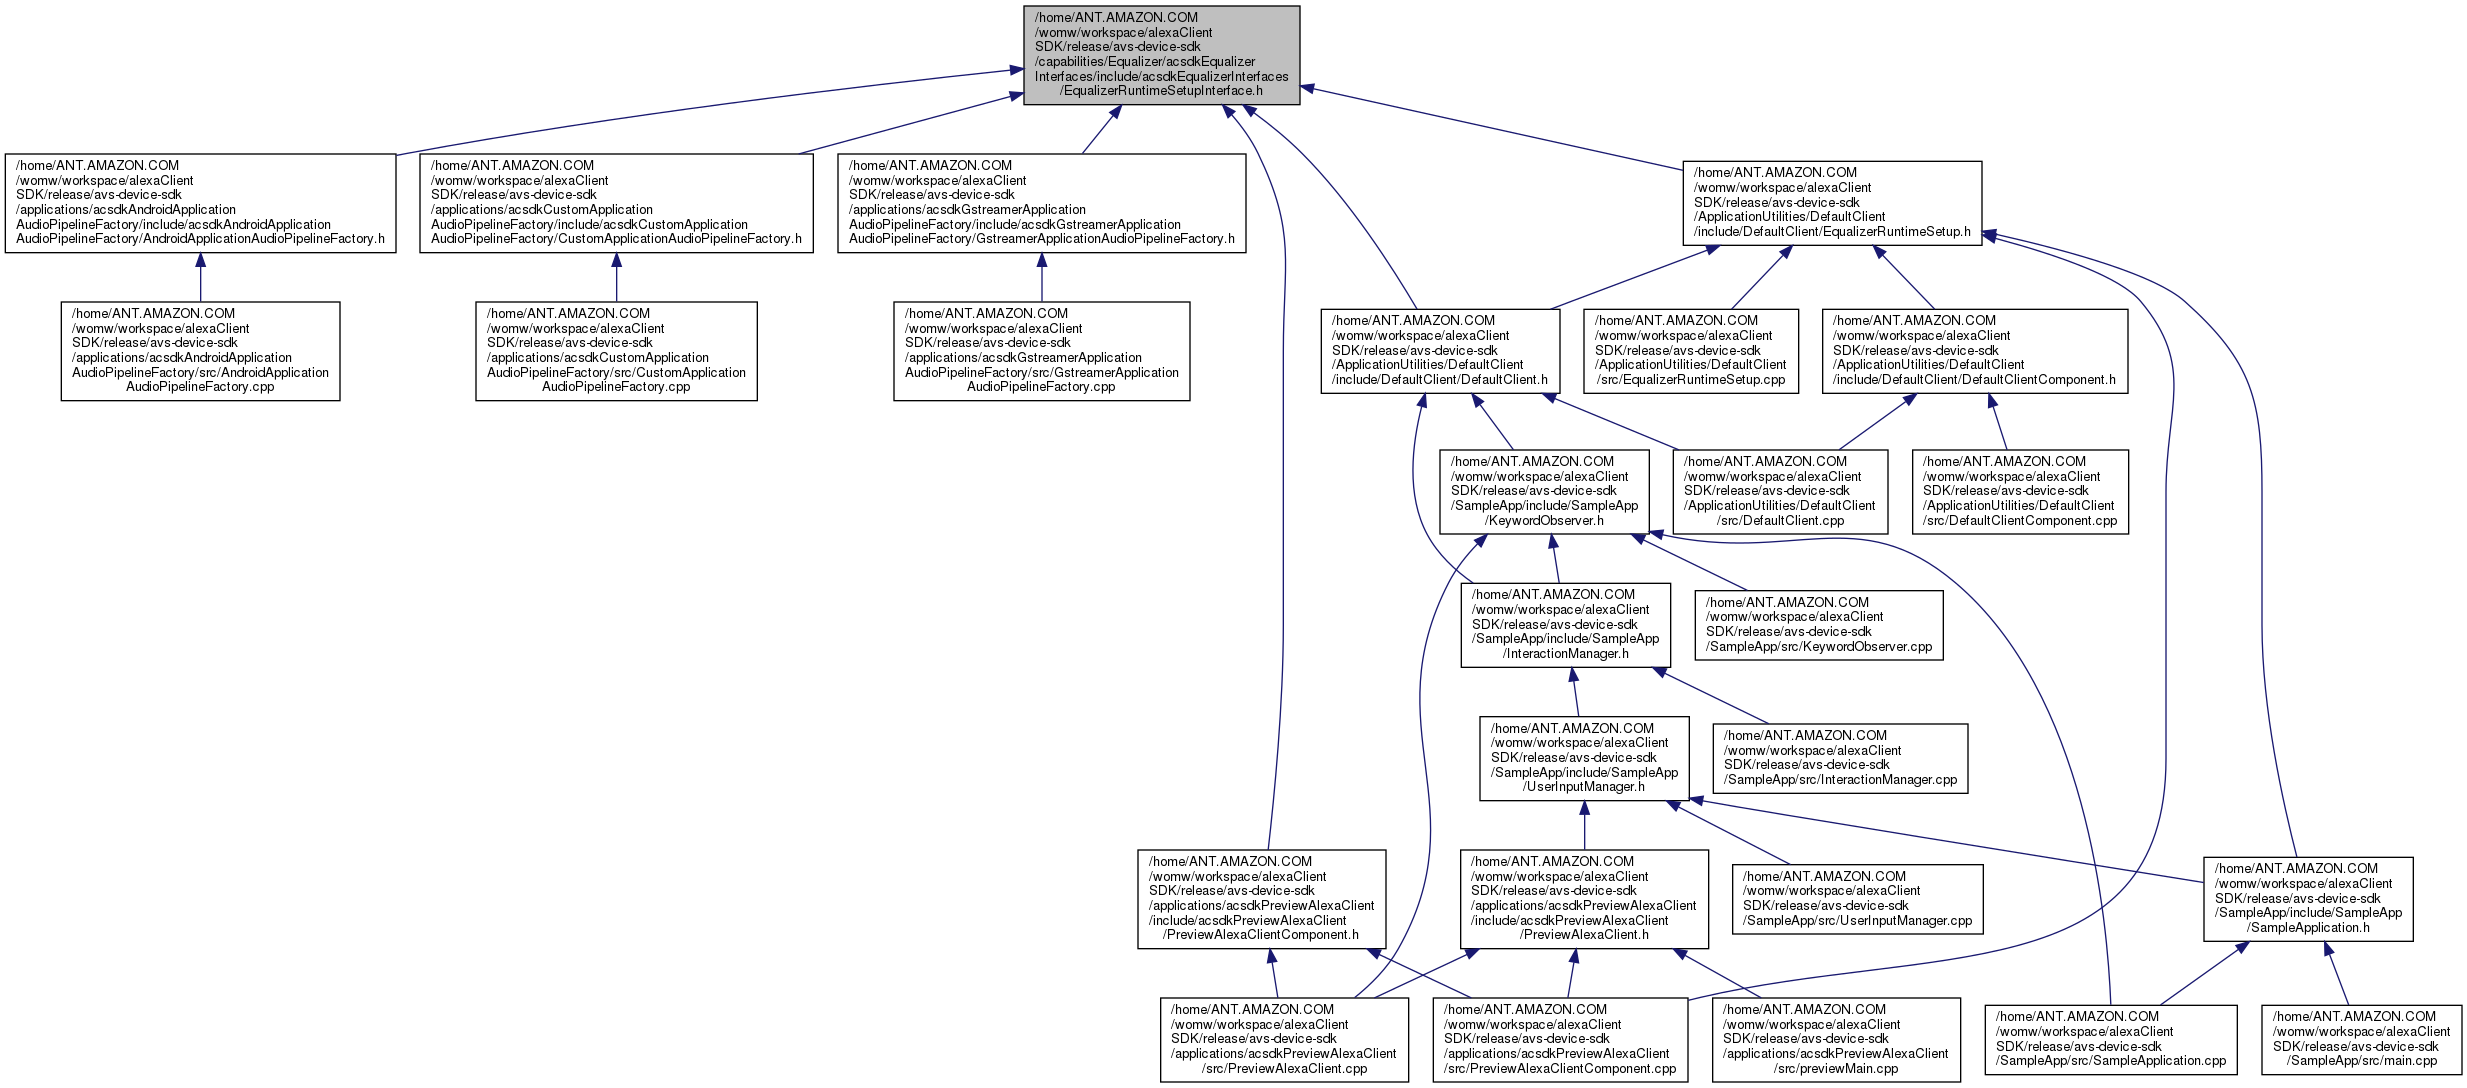 /home/ANT.AMAZON.COM
/womw/workspace/alexaClient
SDK/release/avs-device-sdk
/capabilities/Equalizer/acsdkEqualizer
Interfaces/include/acsdkEqualizerInterfaces
/EqualizerRuntimeSetupInterface.h
/home/ANT.AMAZON.COM
/womw/workspace/alexaClient
SDK/release/avs-device-sdk
/applications/acsdkAndroidApplication
AudioPipelineFactory/include/acsdkAndroidApplication
AudioPipelineFactory/AndroidApplicationAudioPipelineFactory.h
/home/ANT.AMAZON.COM
/womw/workspace/alexaClient
SDK/release/avs-device-sdk
/applications/acsdkCustomApplication
AudioPipelineFactory/include/acsdkCustomApplication
AudioPipelineFactory/CustomApplicationAudioPipelineFactory.h
/home/ANT.AMAZON.COM
/womw/workspace/alexaClient
SDK/release/avs-device-sdk
/applications/acsdkGstreamerApplication
AudioPipelineFactory/include/acsdkGstreamerApplication
AudioPipelineFactory/GstreamerApplicationAudioPipelineFactory.h
/home/ANT.AMAZON.COM
/womw/workspace/alexaClient
SDK/release/avs-device-sdk
/ApplicationUtilities/DefaultClient
/include/DefaultClient/EqualizerRuntimeSetup.h
/home/ANT.AMAZON.COM
/womw/workspace/alexaClient
SDK/release/avs-device-sdk
/applications/acsdkAndroidApplication
AudioPipelineFactory/src/AndroidApplication
AudioPipelineFactory.cpp
/home/ANT.AMAZON.COM
/womw/workspace/alexaClient
SDK/release/avs-device-sdk
/applications/acsdkCustomApplication
AudioPipelineFactory/src/CustomApplication
AudioPipelineFactory.cpp
/home/ANT.AMAZON.COM
/womw/workspace/alexaClient
SDK/release/avs-device-sdk
/applications/acsdkGstreamerApplication
AudioPipelineFactory/src/GstreamerApplication
AudioPipelineFactory.cpp
/home/ANT.AMAZON.COM
/womw/workspace/alexaClient
SDK/release/avs-device-sdk
/ApplicationUtilities/DefaultClient
/include/DefaultClient/DefaultClient.h
/home/ANT.AMAZON.COM
/womw/workspace/alexaClient
SDK/release/avs-device-sdk
/ApplicationUtilities/DefaultClient
/src/EqualizerRuntimeSetup.cpp
/home/ANT.AMAZON.COM
/womw/workspace/alexaClient
SDK/release/avs-device-sdk
/ApplicationUtilities/DefaultClient
/include/DefaultClient/DefaultClientComponent.h
/home/ANT.AMAZON.COM
/womw/workspace/alexaClient
SDK/release/avs-device-sdk
/SampleApp/include/SampleApp
/KeywordObserver.h
/home/ANT.AMAZON.COM
/womw/workspace/alexaClient
SDK/release/avs-device-sdk
/ApplicationUtilities/DefaultClient
/src/DefaultClient.cpp
/home/ANT.AMAZON.COM
/womw/workspace/alexaClient
SDK/release/avs-device-sdk
/ApplicationUtilities/DefaultClient
/src/DefaultClientComponent.cpp
/home/ANT.AMAZON.COM
/womw/workspace/alexaClient
SDK/release/avs-device-sdk
/SampleApp/include/SampleApp
/InteractionManager.h
/home/ANT.AMAZON.COM
/womw/workspace/alexaClient
SDK/release/avs-device-sdk
/SampleApp/src/KeywordObserver.cpp
/home/ANT.AMAZON.COM
/womw/workspace/alexaClient
SDK/release/avs-device-sdk
/SampleApp/include/SampleApp
/UserInputManager.h
/home/ANT.AMAZON.COM
/womw/workspace/alexaClient
SDK/release/avs-device-sdk
/SampleApp/src/InteractionManager.cpp
/home/ANT.AMAZON.COM
/womw/workspace/alexaClient
SDK/release/avs-device-sdk
/applications/acsdkPreviewAlexaClient
/include/acsdkPreviewAlexaClient
/PreviewAlexaClientComponent.h
/home/ANT.AMAZON.COM
/womw/workspace/alexaClient
SDK/release/avs-device-sdk
/applications/acsdkPreviewAlexaClient
/include/acsdkPreviewAlexaClient
/PreviewAlexaClient.h
/home/ANT.AMAZON.COM
/womw/workspace/alexaClient
SDK/release/avs-device-sdk
/SampleApp/src/UserInputManager.cpp
/home/ANT.AMAZON.COM
/womw/workspace/alexaClient
SDK/release/avs-device-sdk
/SampleApp/include/SampleApp
/SampleApplication.h
/home/ANT.AMAZON.COM
/womw/workspace/alexaClient
SDK/release/avs-device-sdk
/applications/acsdkPreviewAlexaClient
/src/PreviewAlexaClient.cpp
/home/ANT.AMAZON.COM
/womw/workspace/alexaClient
SDK/release/avs-device-sdk
/applications/acsdkPreviewAlexaClient
/src/PreviewAlexaClientComponent.cpp
/home/ANT.AMAZON.COM
/womw/workspace/alexaClient
SDK/release/avs-device-sdk
/applications/acsdkPreviewAlexaClient
/src/previewMain.cpp
/home/ANT.AMAZON.COM
/womw/workspace/alexaClient
SDK/release/avs-device-sdk
/SampleApp/src/SampleApplication.cpp
/home/ANT.AMAZON.COM
/womw/workspace/alexaClient
SDK/release/avs-device-sdk
/SampleApp/src/main.cpp